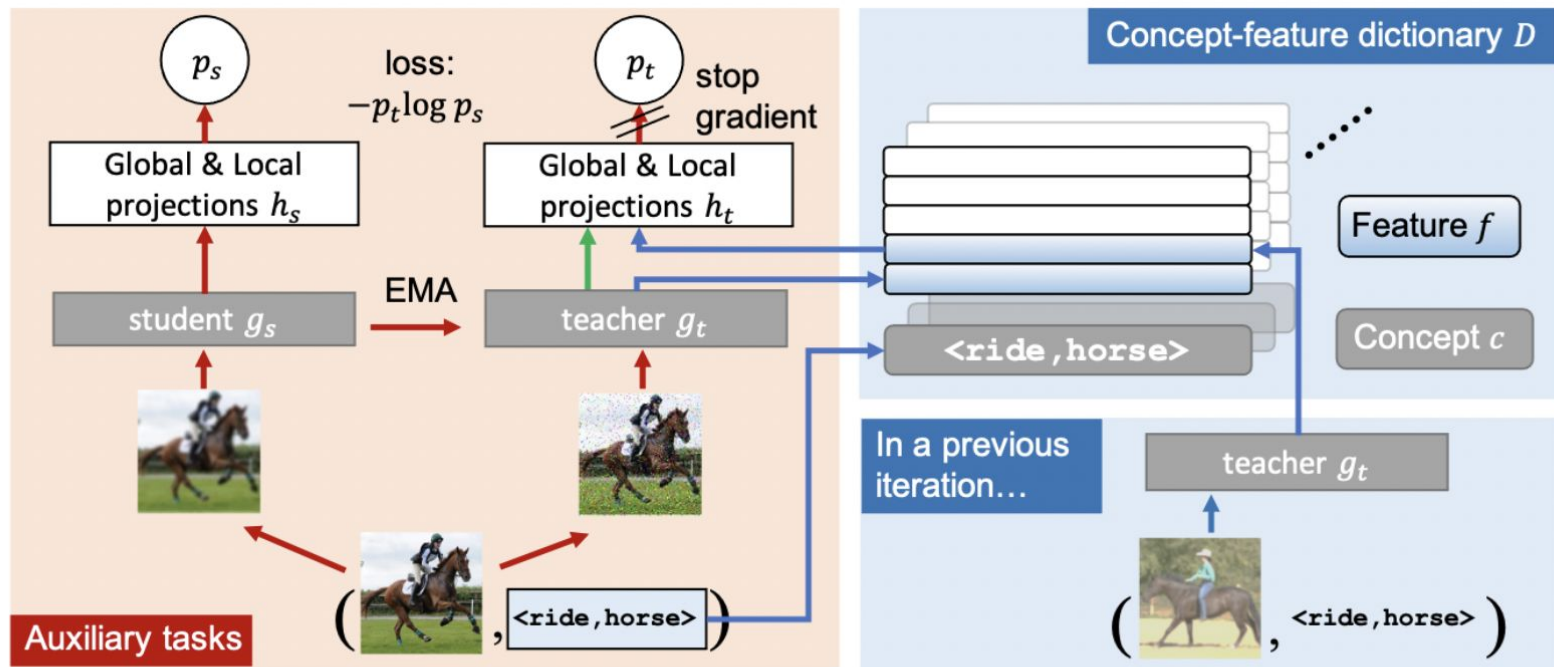 p_s
loss:
−p_t log p_s
p_t
stop
gradient
Global & Local
projections h_s
Global & Local
projections h_t
EMA
student g_s
teacher g_t
( , <ride,horse> )
Auxiliary tasks
Concept-feature dictionary D
Feature f
<ride,horse>
Concept c
In a previous
iteration…
teacher g_t
( , <ride,horse> )